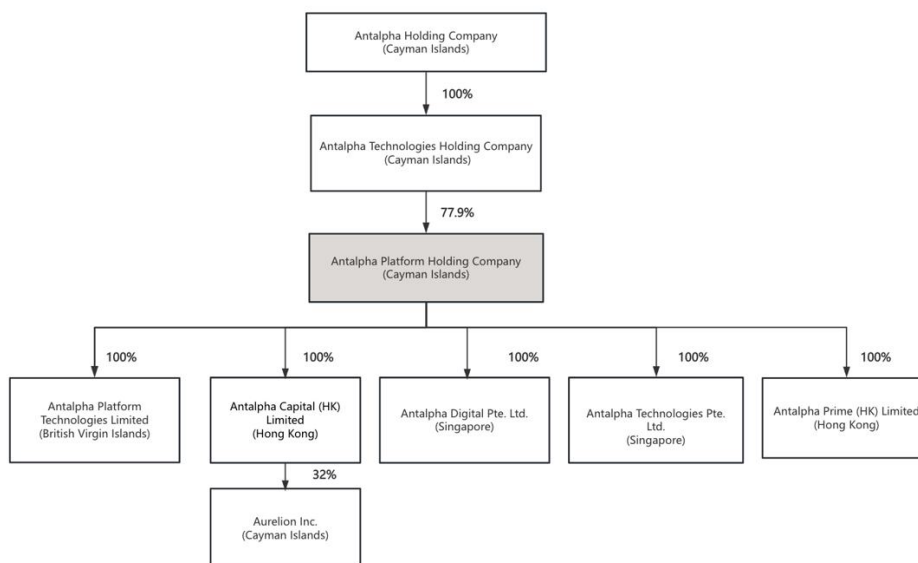 Antalpha Holding Company
(Cayman Islands)
100%
Antalpha Technologies Holding Company
(Cayman Islands)
77.9%
Antalpha Platform Holding Company
(Cayman Islands)
100%
100%
100%
100%
100%
Antalpha Platform
Technologies Limited
(British Virgin Islands)
Antalpha Capital (HK)
Limited
(Hong Kong)
Antalpha Digital Pte. Ltd.
(Singapore)
Antalpha Technologies Pte.
Ltd.
(Singapore)
Antalpha Prime (HK) Limited
(Hong Kong)
32%
Aurelion Inc.
(Cayman Islands)